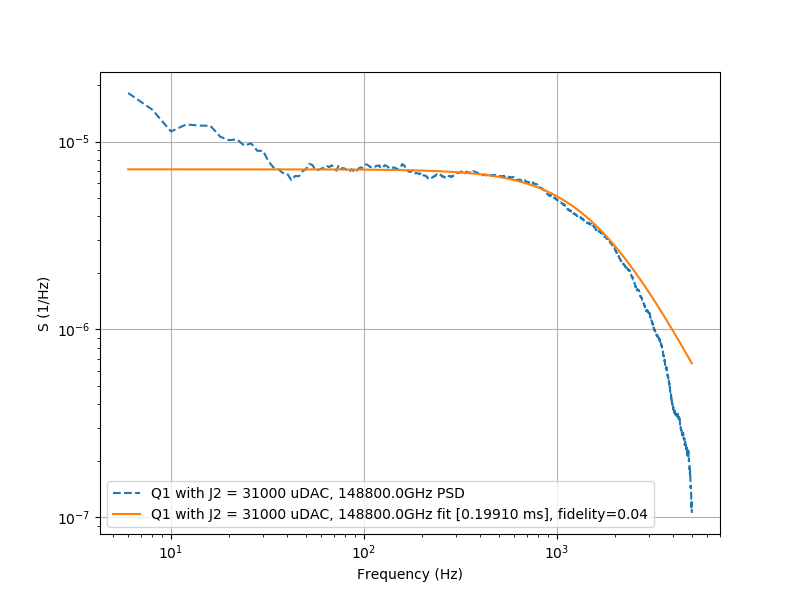 10⁻⁵
10⁻⁶
10⁻⁷
S (1/Hz)
Q1 with J2 = 31000 uDAC, 148800.0GHz PSD
Q1 with J2 = 31000 uDAC, 148800.0GHz fit [0.19910 ms], fidelity=0.04
10¹ 10² 10³
Frequency (Hz)